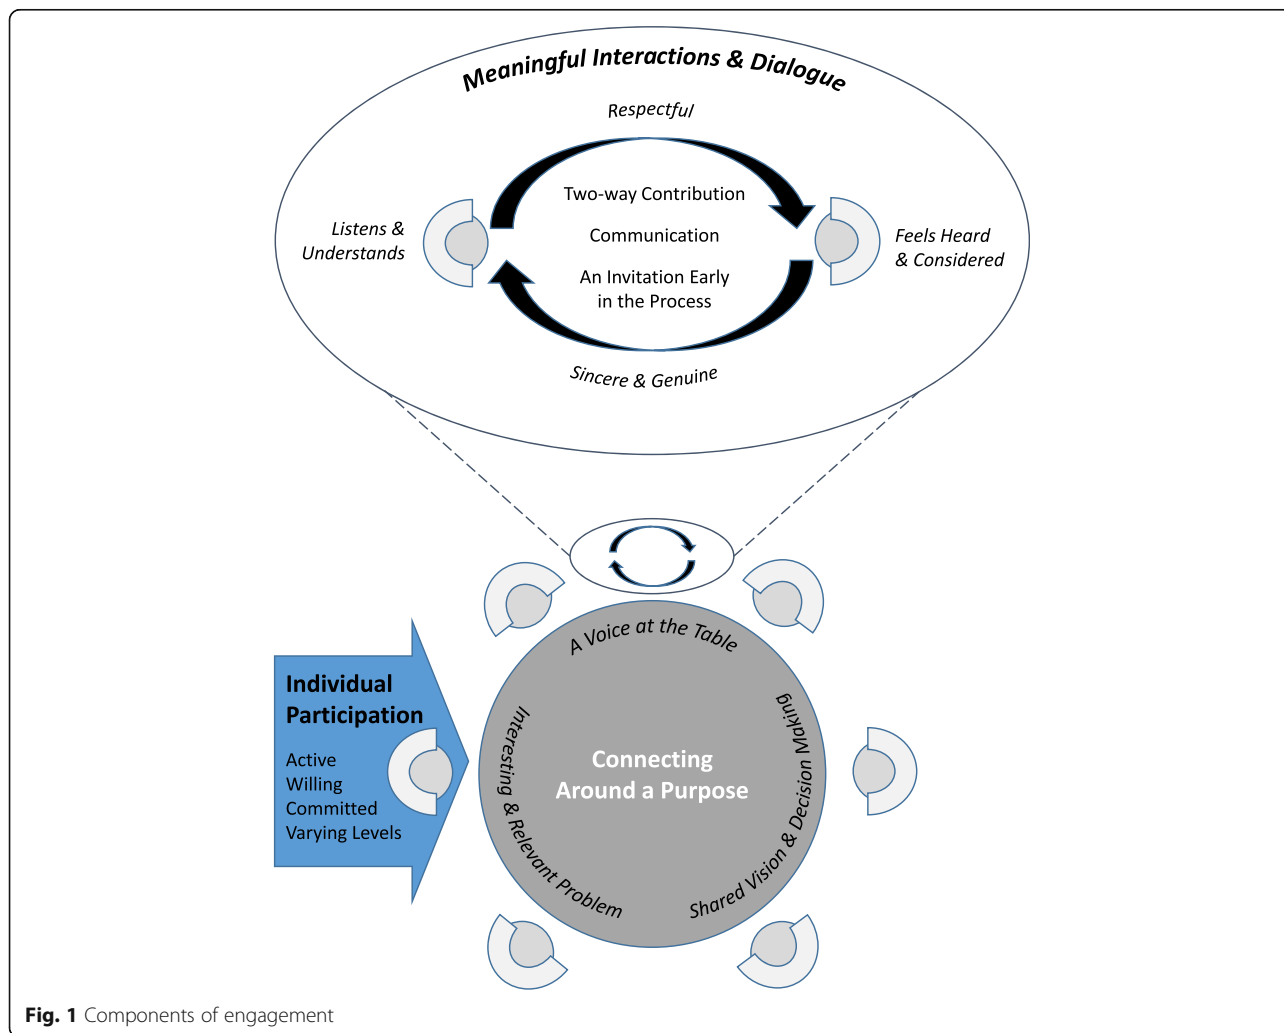 Meaningful Interactions & Dialogue
Respectful
Two-way Contribution
Communication
An Invitation Early
in the Process
Listens &
Understands
Feels Heard
& Considered
Sincere & Genuine
A Voice at the Table
Individual
Participation
Active
Willing
Committed
Varying Levels
Interesting & Relevant Problem
Connecting
Around a Purpose
Shared Vision & Decision Making
Fig. 1 Components of engagement